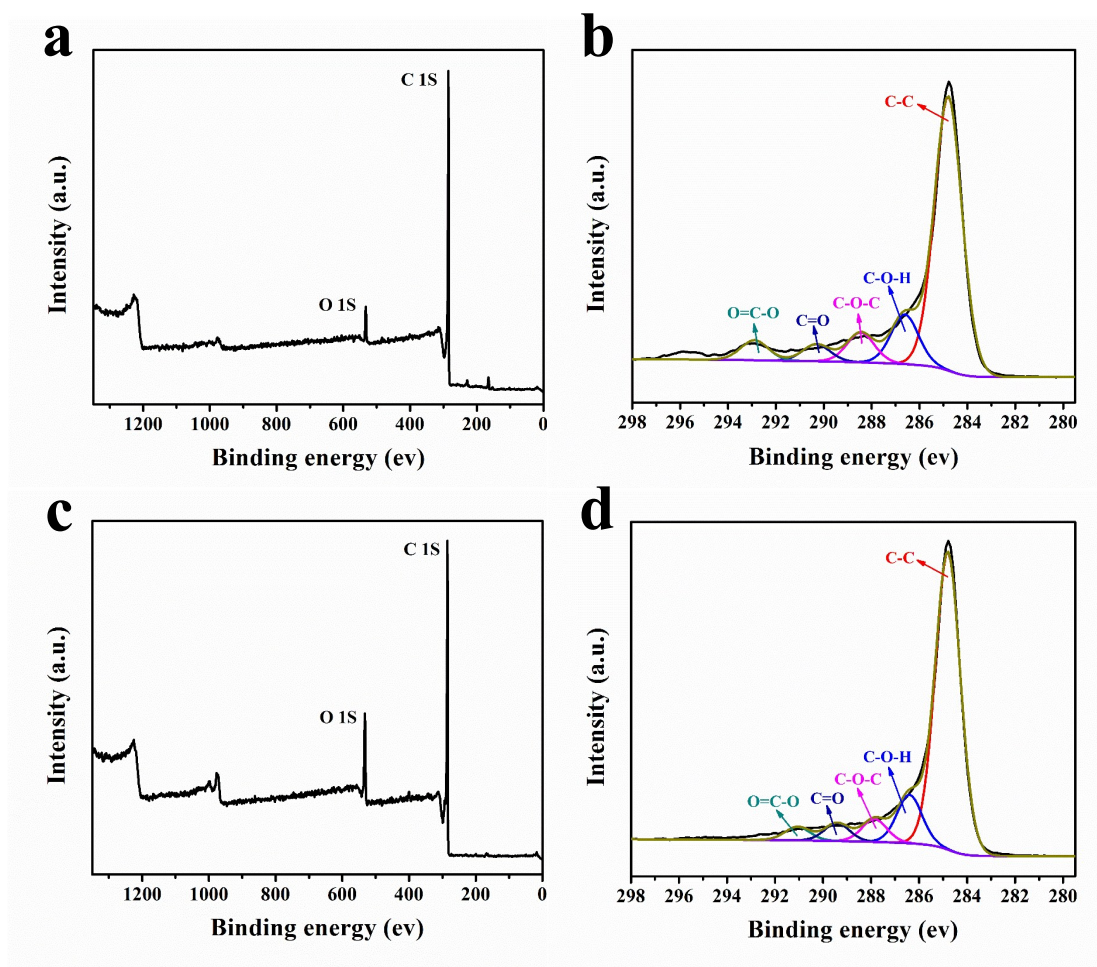 a
C 1S
O 1S
Intensity (a.u.)
1200 1000 800 600 400 200 0
Binding energy (ev)
b
C-C
C-O-H
C-O-C
C=O
O=C-O
Intensity (a.u.)
298 296 294 292 290 288 286 284 282 280
Binding energy (ev)
c
C 1S
O 1S
Intensity (a.u.)
1200 1000 800 600 400 200 0
Binding energy (ev)
d
C-C
C-O-H
C-O-C
C=O
O=C-O
Intensity (a.u.)
298 296 294 292 290 288 286 284 282 280
Binding energy (ev)